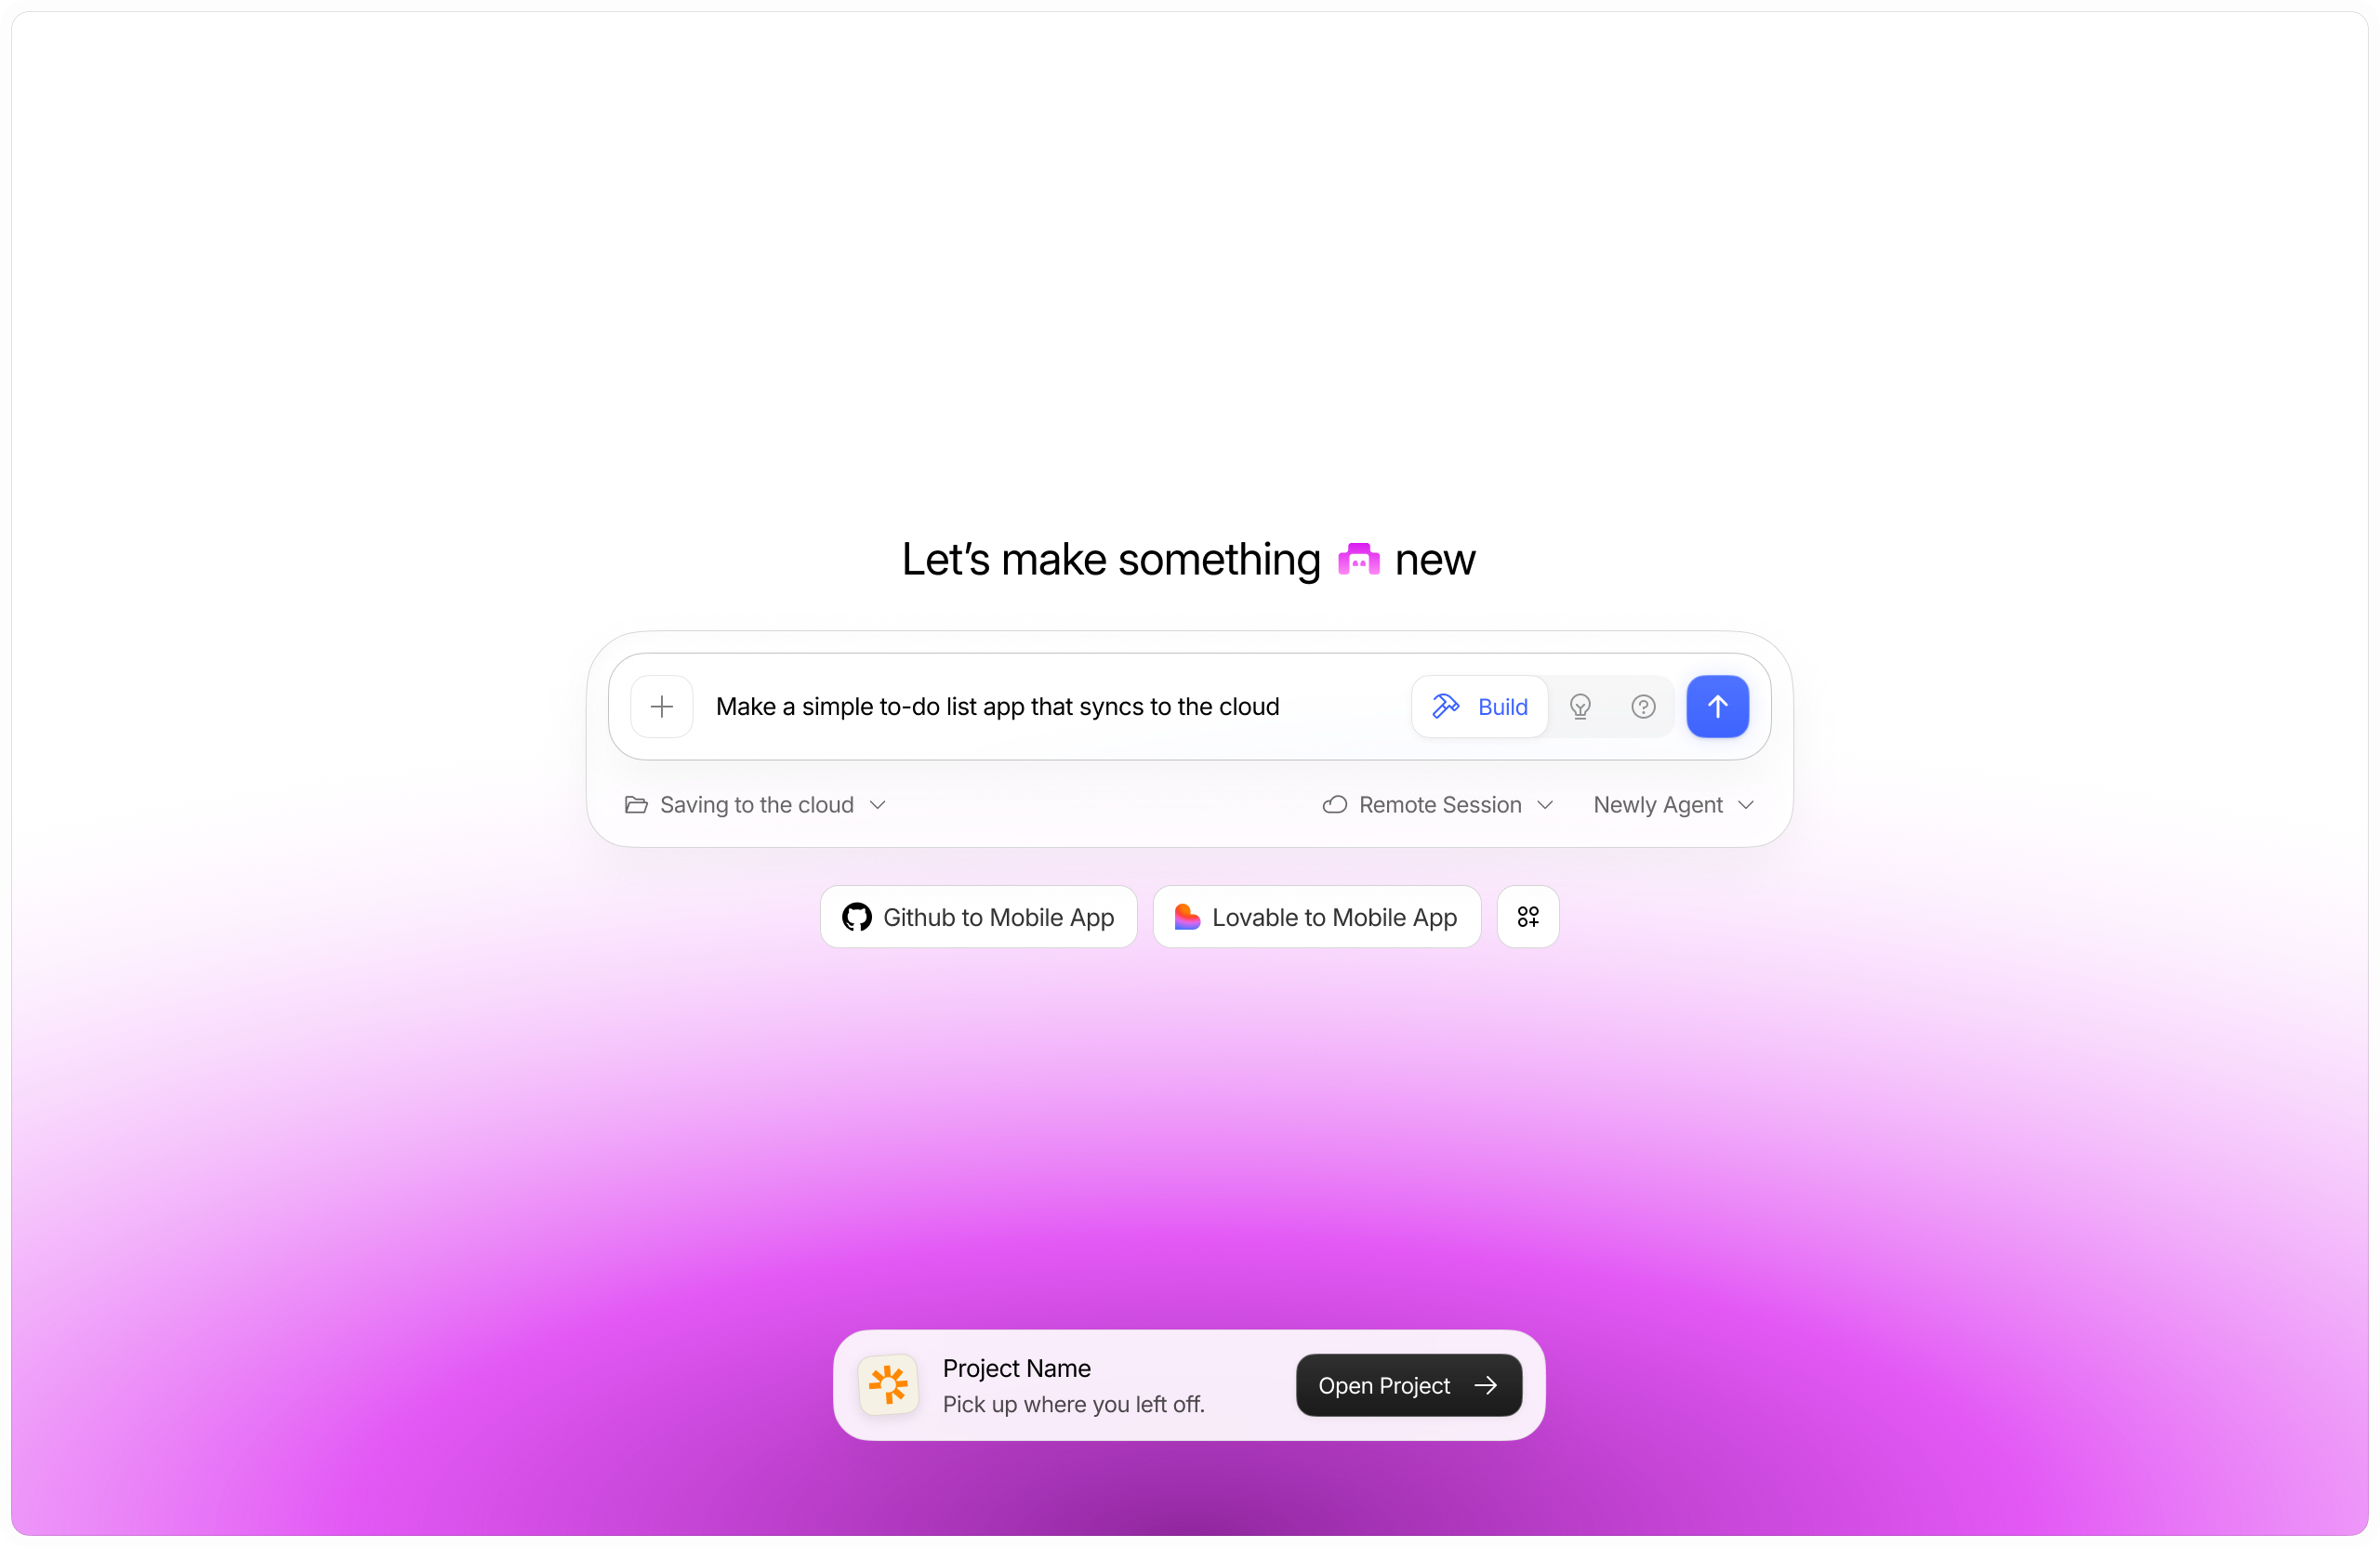 Let’s make something new
Make a simple to-do list app that syncs to the cloud
Build
Saving to the cloud
Remote Session
Newly Agent
Github to Mobile App
Lovable to Mobile App
Project Name
Pick up where you left off.
Open Project